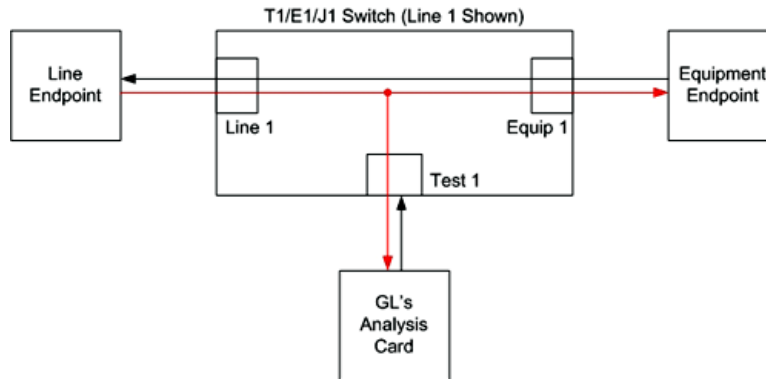 T1/E1/J1 Switch (Line 1 Shown)
Line
Endpoint
Equipment
Endpoint
Line 1
Equip 1
Test 1
GL's
Analysis
Card